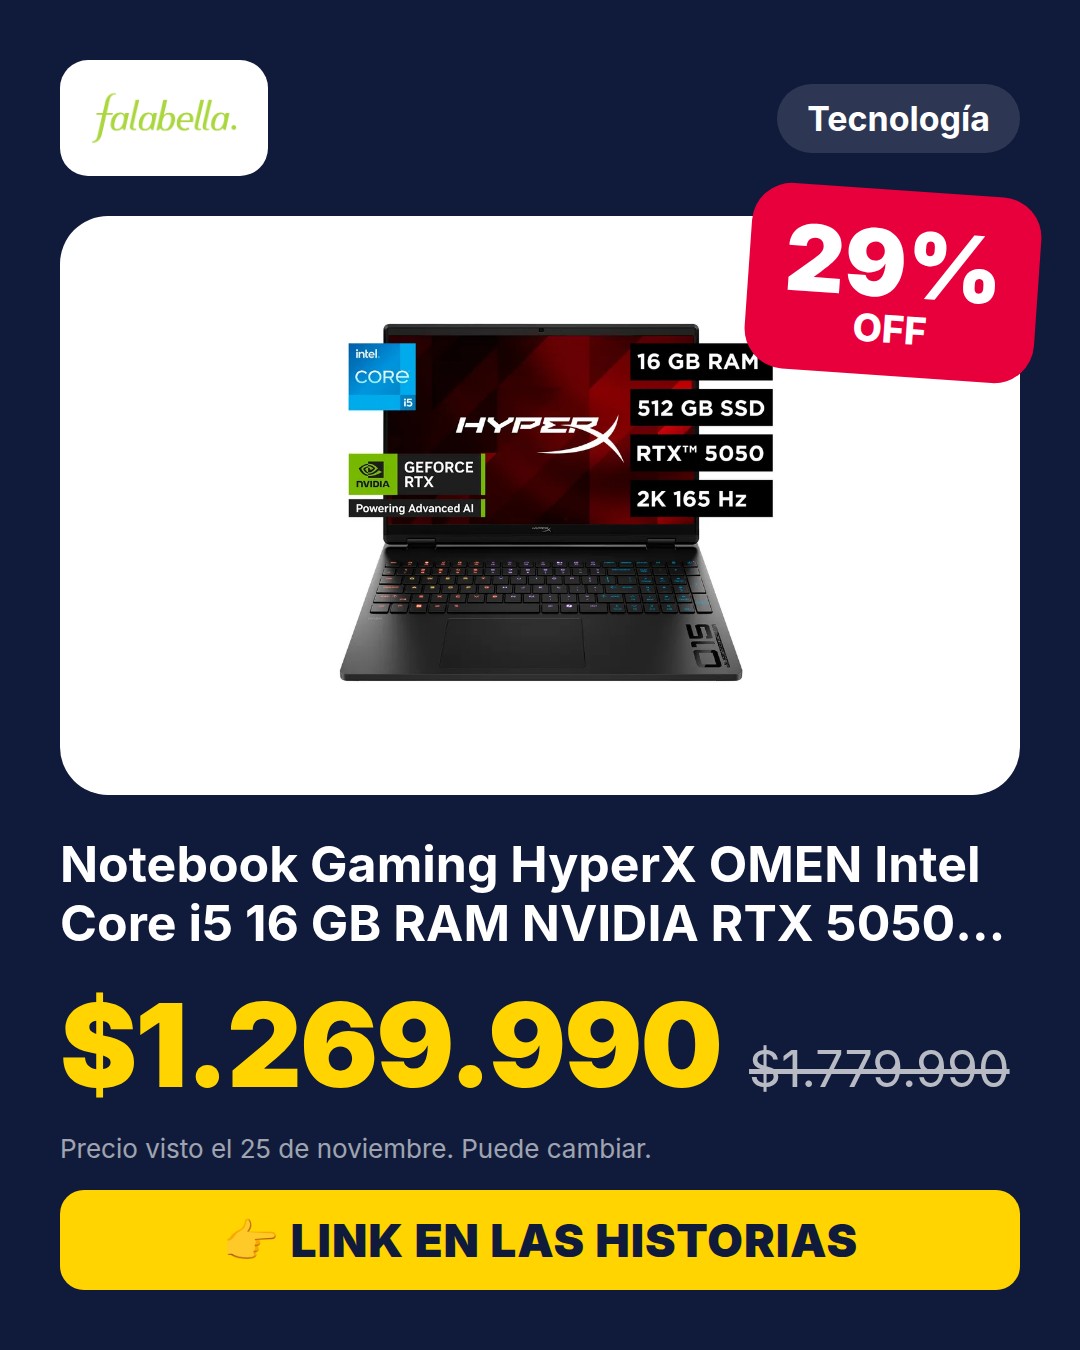 falabella.
Tecnología
29%
OFF
intel.
CORE
i5
16 GB RAM
512 GB SSD
HYPERX
RTX™ 5050
NVIDIA
GEFORCE
RTX
2K 165 Hz
Powering Advanced AI
Notebook Gaming HyperX OMEN Intel
Core i5 16 GB RAM NVIDIA RTX 5050...
$1.269.990 $1.779.990
Precio visto el 25 de noviembre. Puede cambiar.
👉 LINK EN LAS HISTORIAS